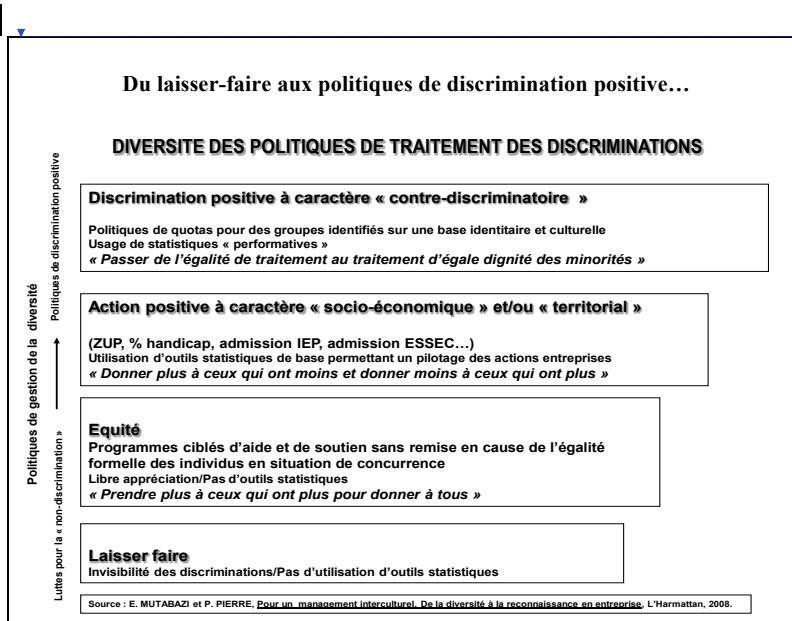 Du laisser-faire aux politiques de discrimination positive…
DIVERSITE DES POLITIQUES DE TRAITEMENT DES DISCRIMINATIONS
Politiques de gestion de la diversité
Luttes pour la « non-discrimination »
Politiques de discrimination positive
Discrimination positive à caractère « contre-discriminatoire »
Politiques de quotas pour des groupes identifiés sur une base identitaire et culturelle
Usage de statistiques « performatives »
« Passer de l’égalité de traitement au traitement d’égale dignité des minorités »
Action positive à caractère « socio-économique » et/ou « territorial »
(ZUP, % handicap, admission IEP, admission ESSEC…)
Utilisation d’outils statistiques de base permettant un pilotage des actions entreprises
« Donner plus à ceux qui ont moins et donner moins à ceux qui ont plus »
Equité
Programmes ciblés d’aide et de soutien sans remise en cause de l’égalité
formelle des individus en situation de concurrence
Libre appréciation/Pas d’outils statistiques
« Prendre plus à ceux qui ont plus pour donner à tous »
Laisser faire
Invisibilité des discriminations/Pas d’utilisation d’outils statistiques
Source : E. MUTABAZI et P. PIERRE, Pour un management interculturel. De la diversité à la reconnaissance en entreprise, L’Harmattan, 2008.